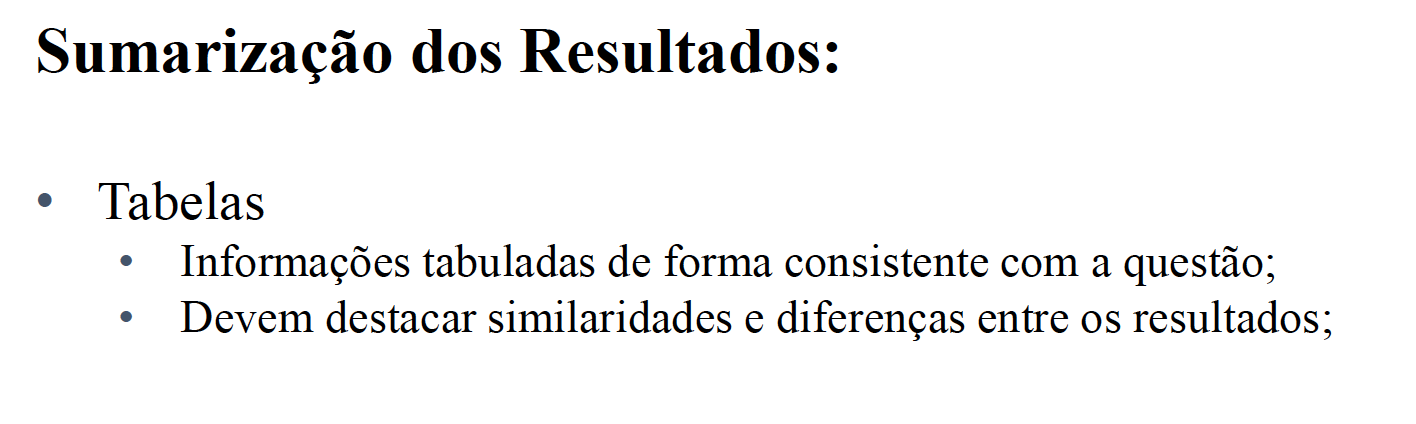 Sumarização dos Resultados:
• Tabelas
• Informações tabuladas de forma consistente com a questão;
• Devem destacar similaridades e diferenças entre os resultados;